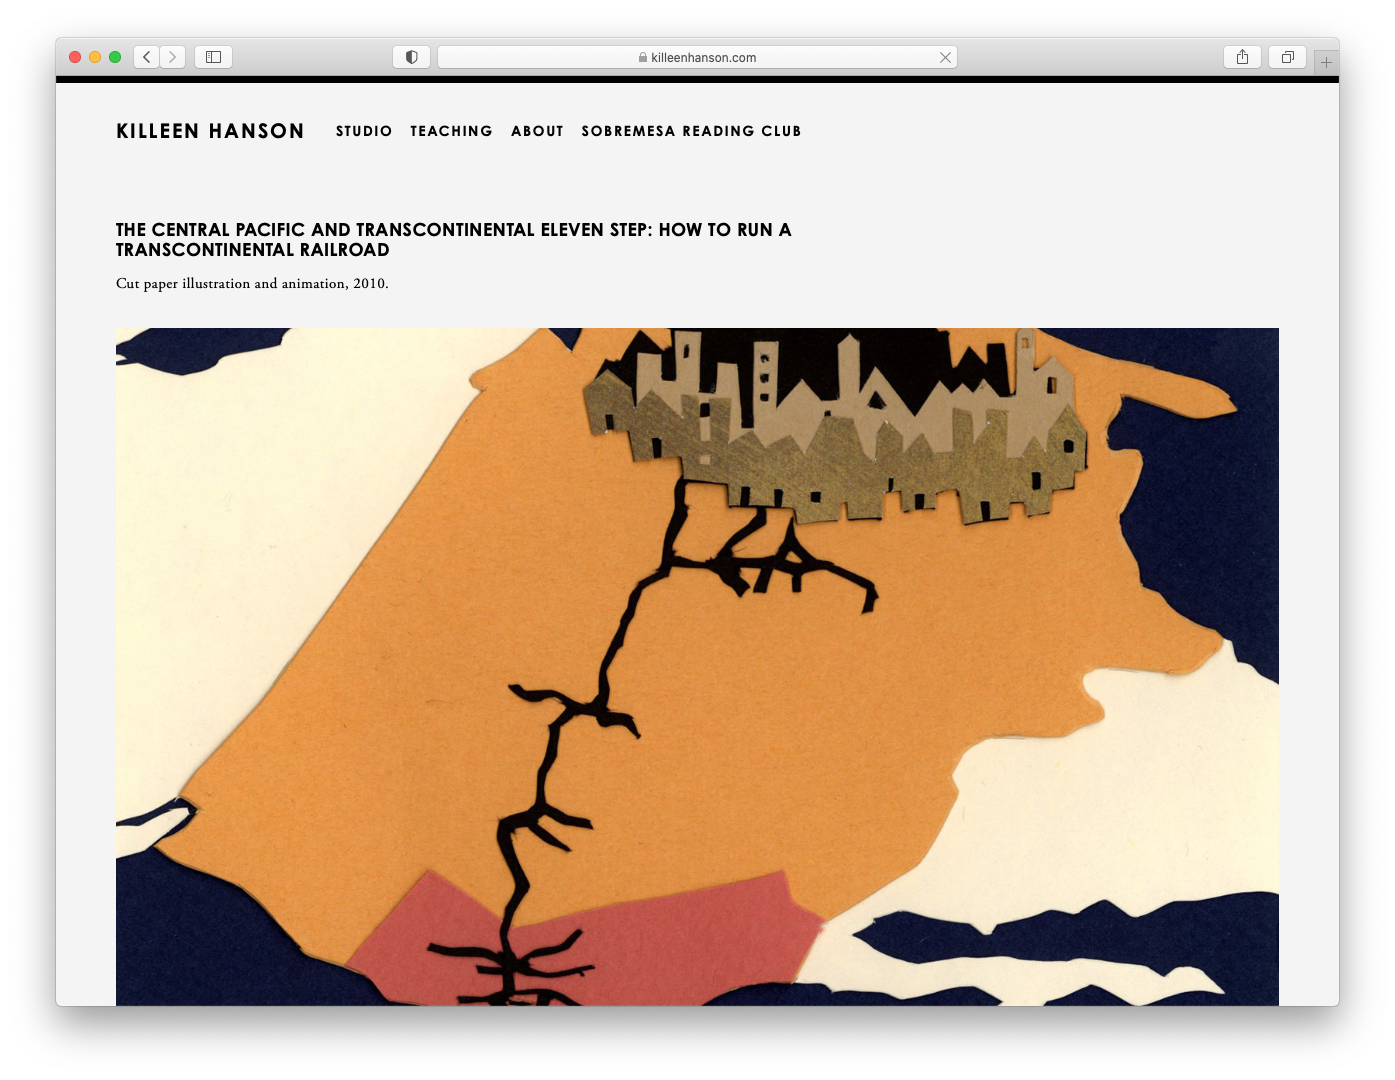 killeenhanson.com
KILLEEN HANSON STUDIO TEACHING ABOUT SOBREMESA READING CLUB
THE CENTRAL PACIFIC AND TRANSCONTINENTAL ELEVEN STEP: HOW TO RUN A
TRANSCONTINENTAL RAILROAD
Cut paper illustration and animation, 2010.